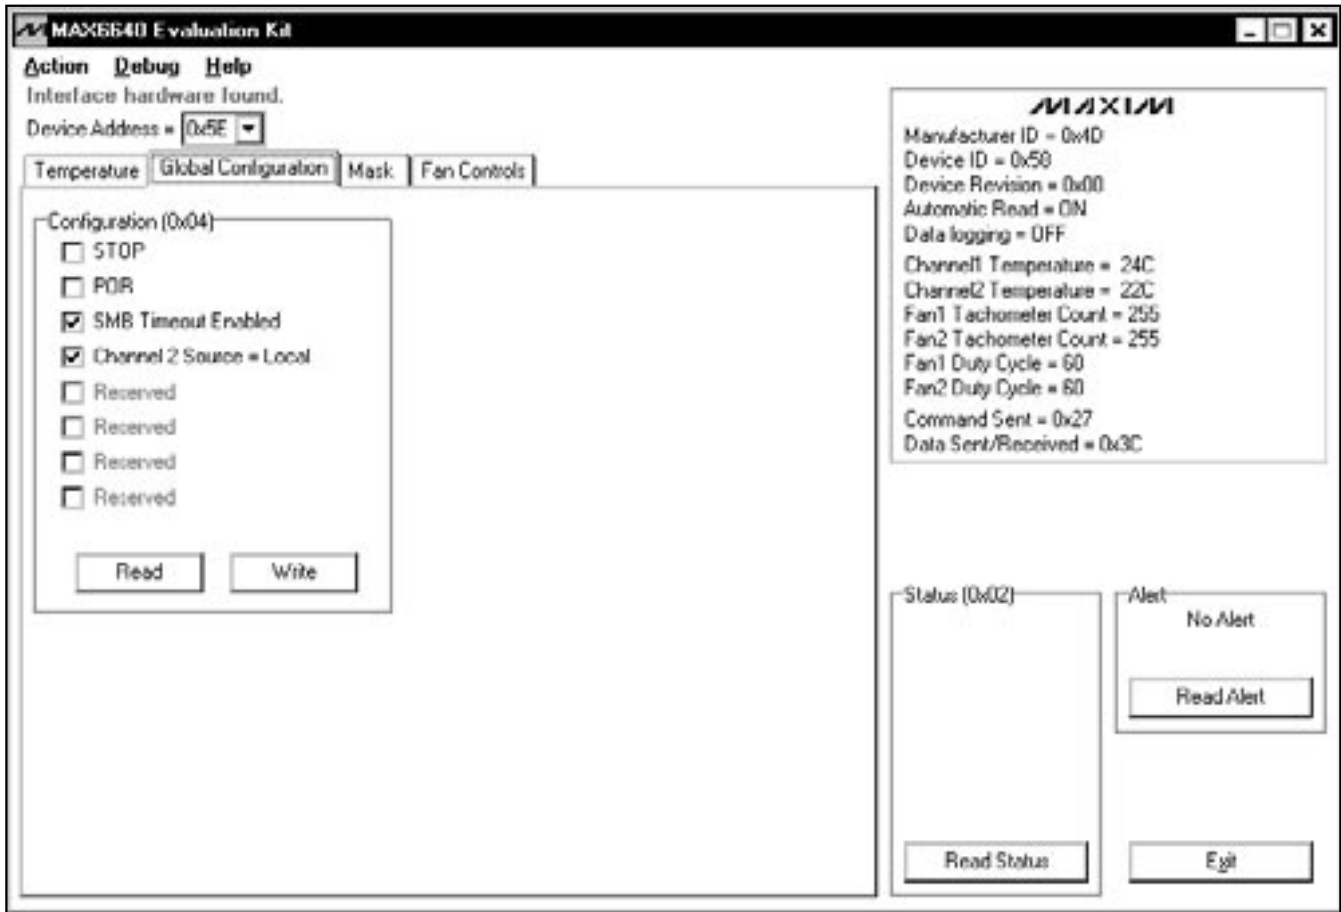 MAX6640 Evaluation Kit
Action Debug Help
Interface hardware found.
Device Address = 0x5E
Temperature Global Configuration Mask Fan Controls
Configuration (0x04)
STOP
POR
SMB Timeout Enabled
Channel 2 Source = Local
Reserved
Reserved
Reserved
Reserved
Read Write
MAXIM
Manufacturer ID = 0x4D
Device ID = 0x58
Device Revision = 0x00
Automatic Read = ON
Data logging = OFF
Channel1 Temperature = 24C
Channel2 Temperature = 22C
Fan1 Tachometer Count = 255
Fan2 Tachometer Count = 255
Fan1 Duty Cycle = 60
Fan2 Duty Cycle = 60
Command Sent = 0x27
Data Sent/Received = 0x3C
Status (0x02)
Read Status
Alert
No Alert
Read Alert
Exit